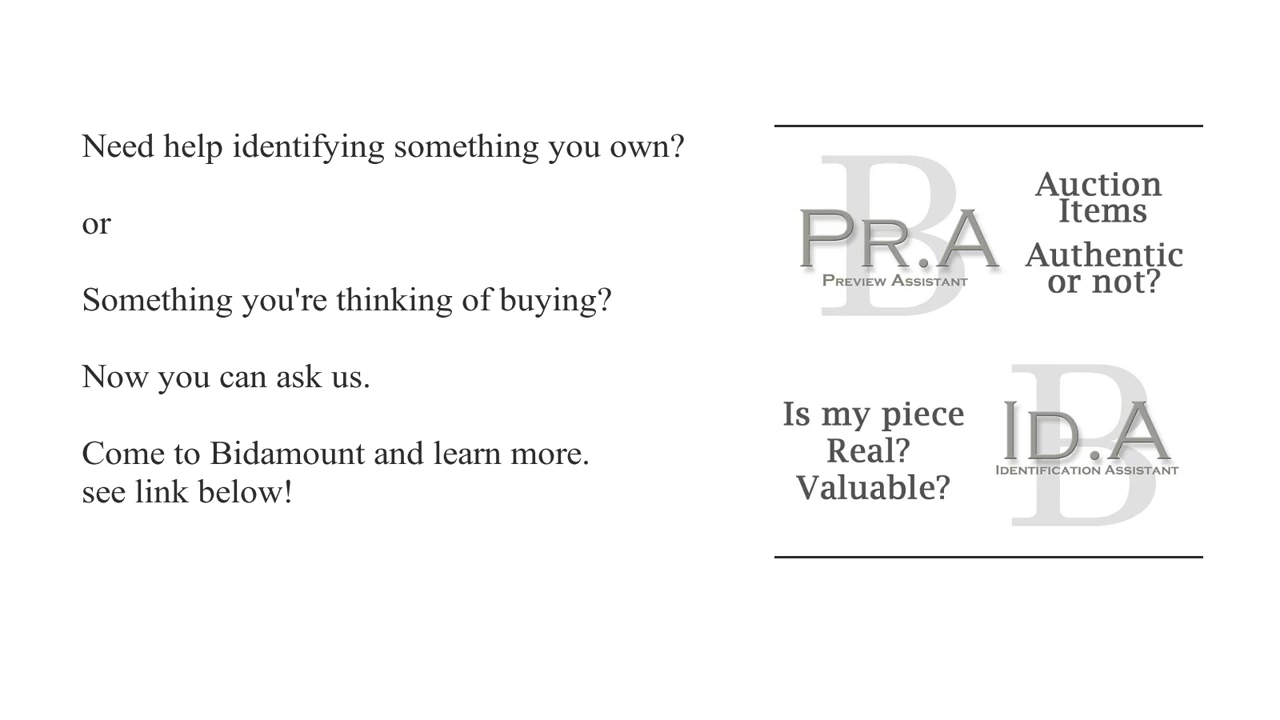 Need help identifying something you own?
or
Something you're thinking of buying?
Now you can ask us.
Come to Bidamount and learn more.
see link below!
B
Pr.A
Preview Assistant
Auction
Items
Authentic
or not?
Is my piece
Real?
Valuable?
B
Id.A
Identification Assistant